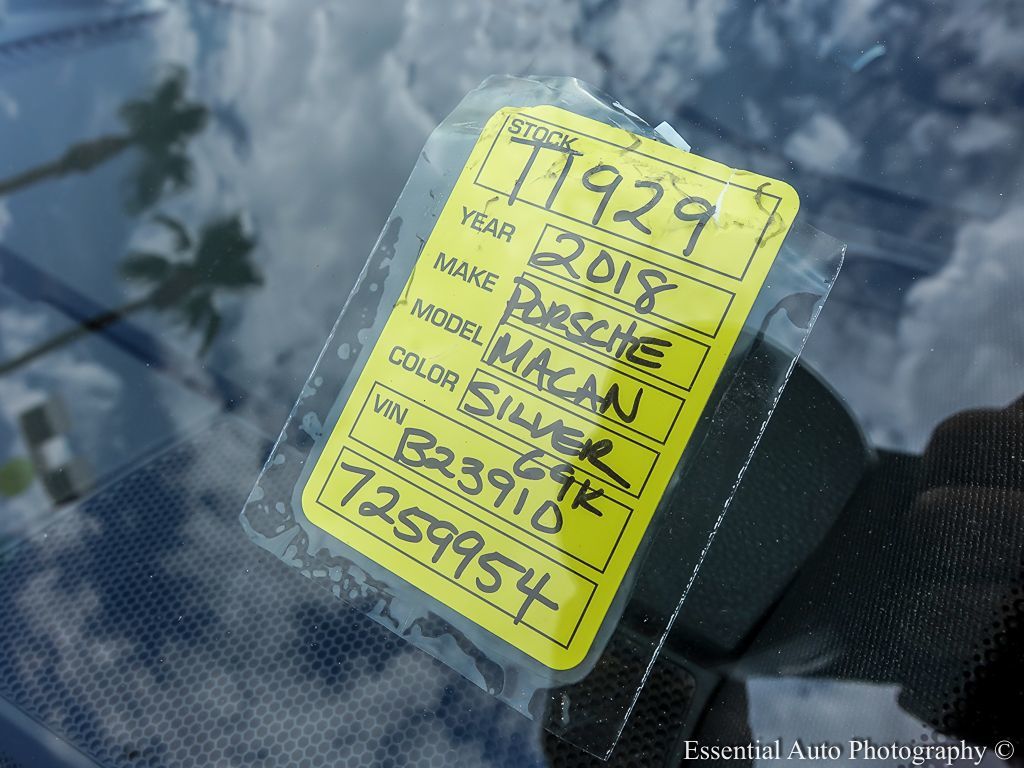 STOCK T1929
YEAR 2018
MAKE PORSCHE
MODEL MACAN
COLOR SILVER
69K
VIN B23910
7259954
Essential Auto Photography ©